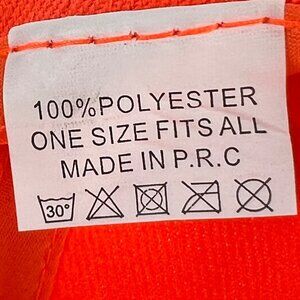 100%POLYESTER
ONE SIZE FITS ALL
MADE IN P.R.C
30°